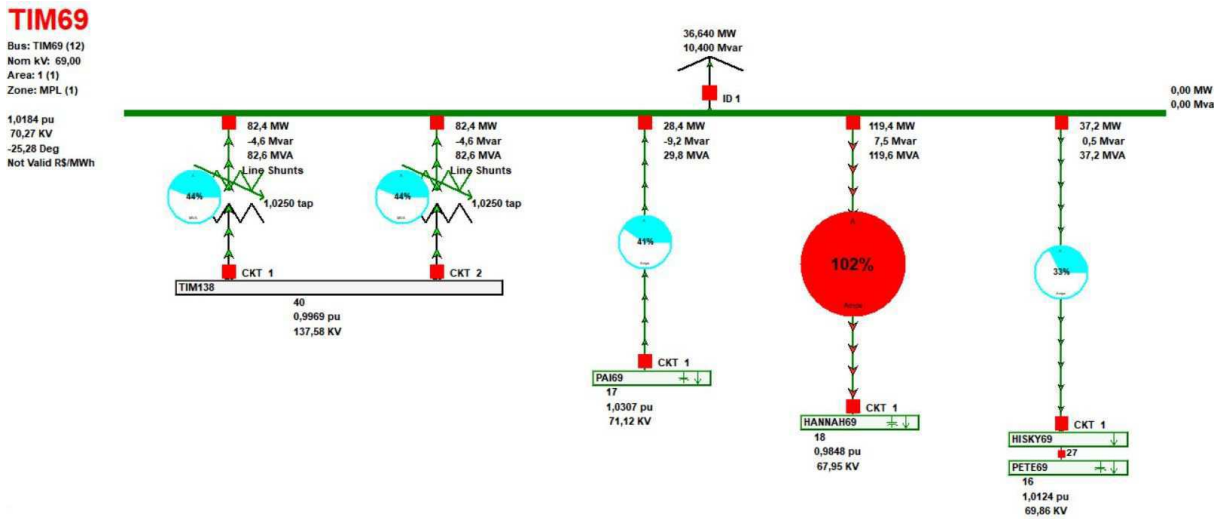 TIM69
Bus: TIM69 (12)
Nom kV: 69,00
Area: 1 (1)
Zone: MPL (1)
1,0184 pu
70,27 KV
-25,28 Deg
Not Valid R$/MWh
36,640 MW
10,400 Mvar
ID 1
0,00 MW
0,00 Mva
82,4 MW
-4,6 Mvar
82,6 MVA
Line Shunts
44%
1,0250 tap
CKT 1
82,4 MW
-4,6 Mvar
82,6 MVA
Line Shunts
44%
1,0250 tap
CKT 2
TIM138
40
0,9969 pu
137,58 KV
28,4 MW
-9,2 Mvar
29,8 MVA
41%
CKT 1
PAI69
17
1,0307 pu
71,12 KV
119,4 MW
7,5 Mvar
119,6 MVA
102%
CKT 1
HANNAH69
18
0,9848 pu
67,95 KV
37,2 MW
0,5 Mvar
37,2 MVA
33%
CKT 1
HISKY69
27
PETE69
16
1,0124 pu
69,86 KV